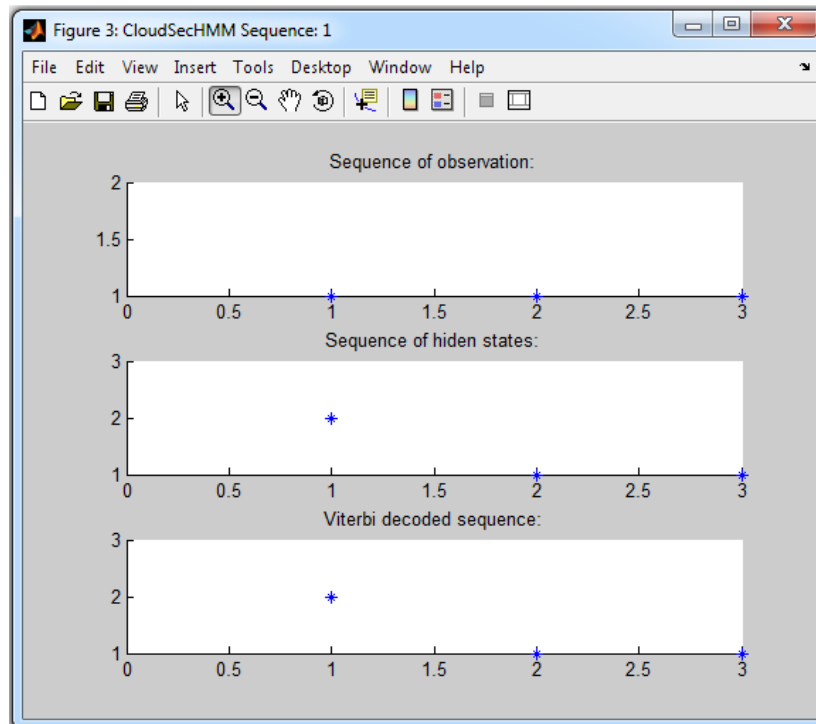 Figure 3: CloudSecHMM Sequence: 1
File Edit View Insert Tools Desktop Window Help
Sequence of observation:
2
1.5
1
0 0.5 1 1.5 2 2.5 3
Sequence of hiden states:
3
2
1
0 0.5 1 1.5 2 2.5 3
Viterbi decoded sequence:
3
2
1
0 0.5 1 1.5 2 2.5 3